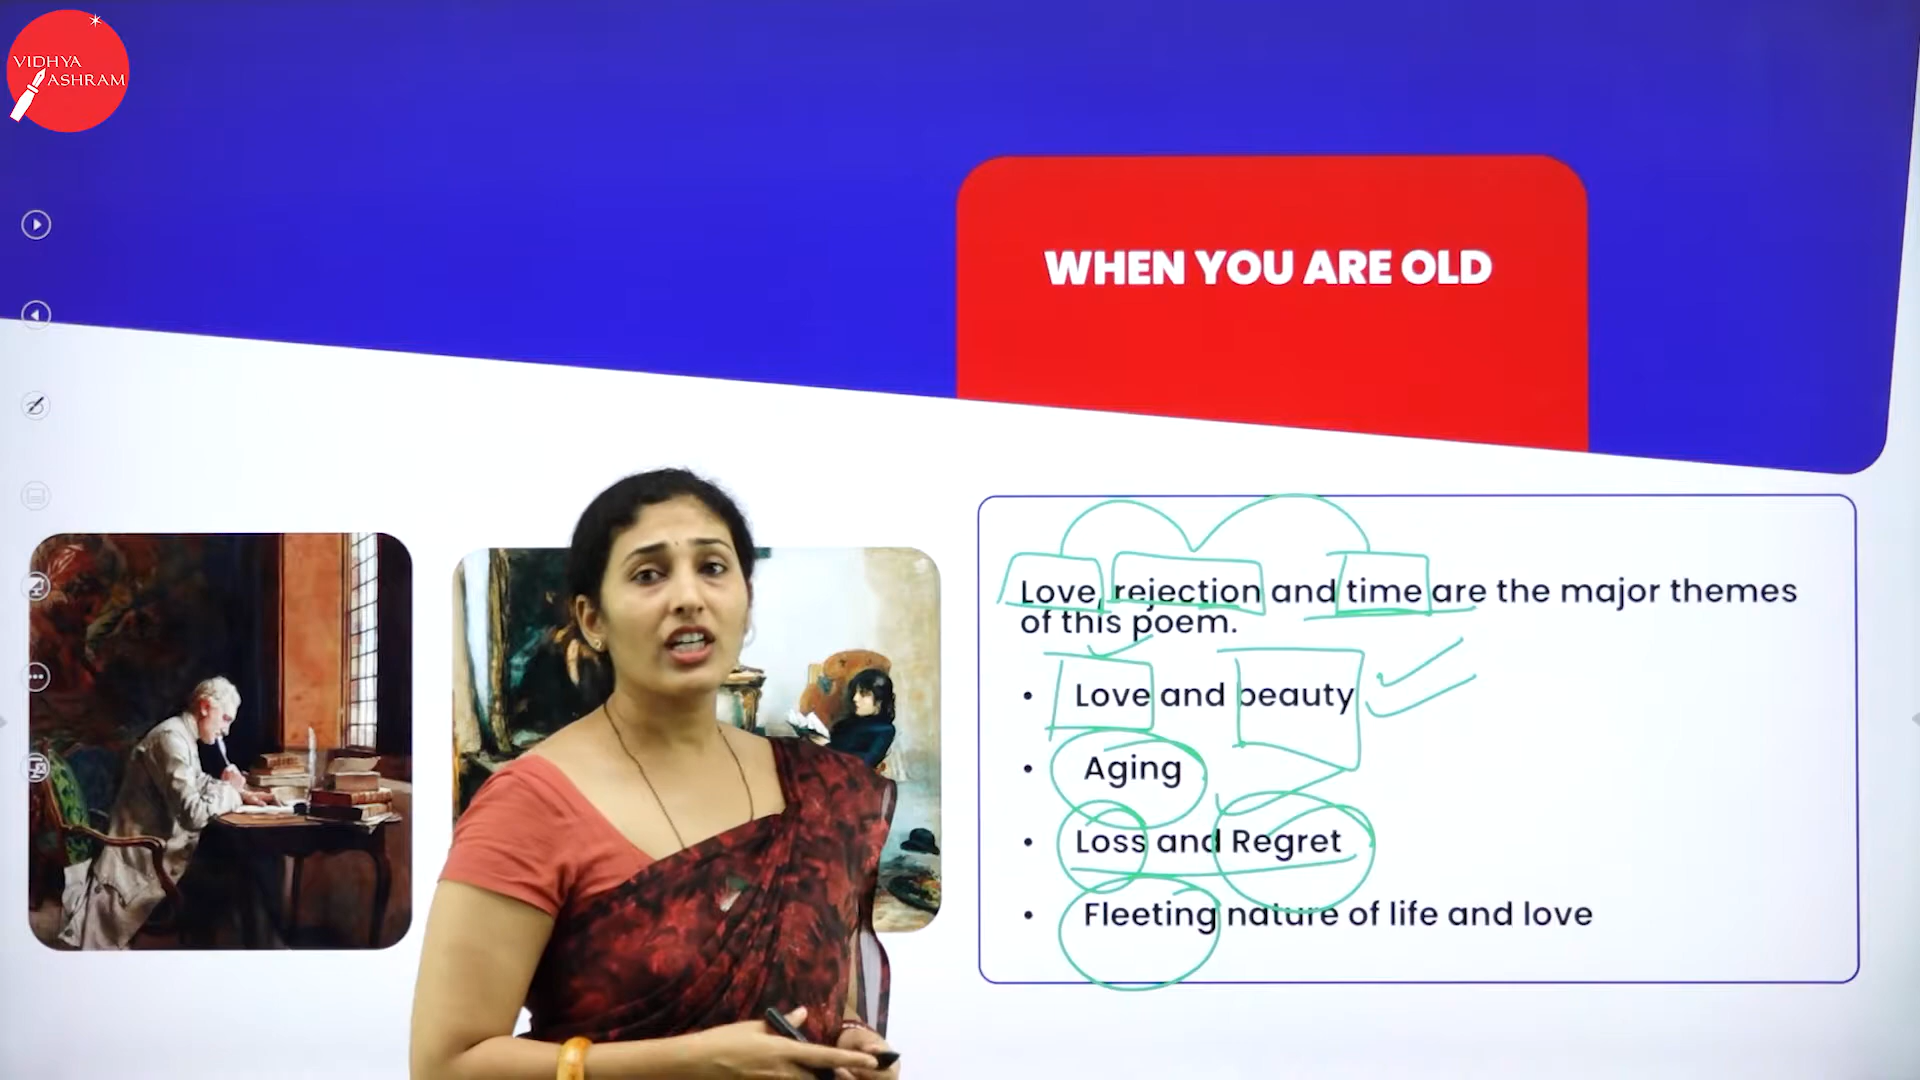 VIDHYA
ASHRAM
WHEN YOU ARE OLD
Love, rejection and time are the major themes
of this poem.
• Love and beauty
• Aging
• Loss and Regret
• Fleeting nature of life and love